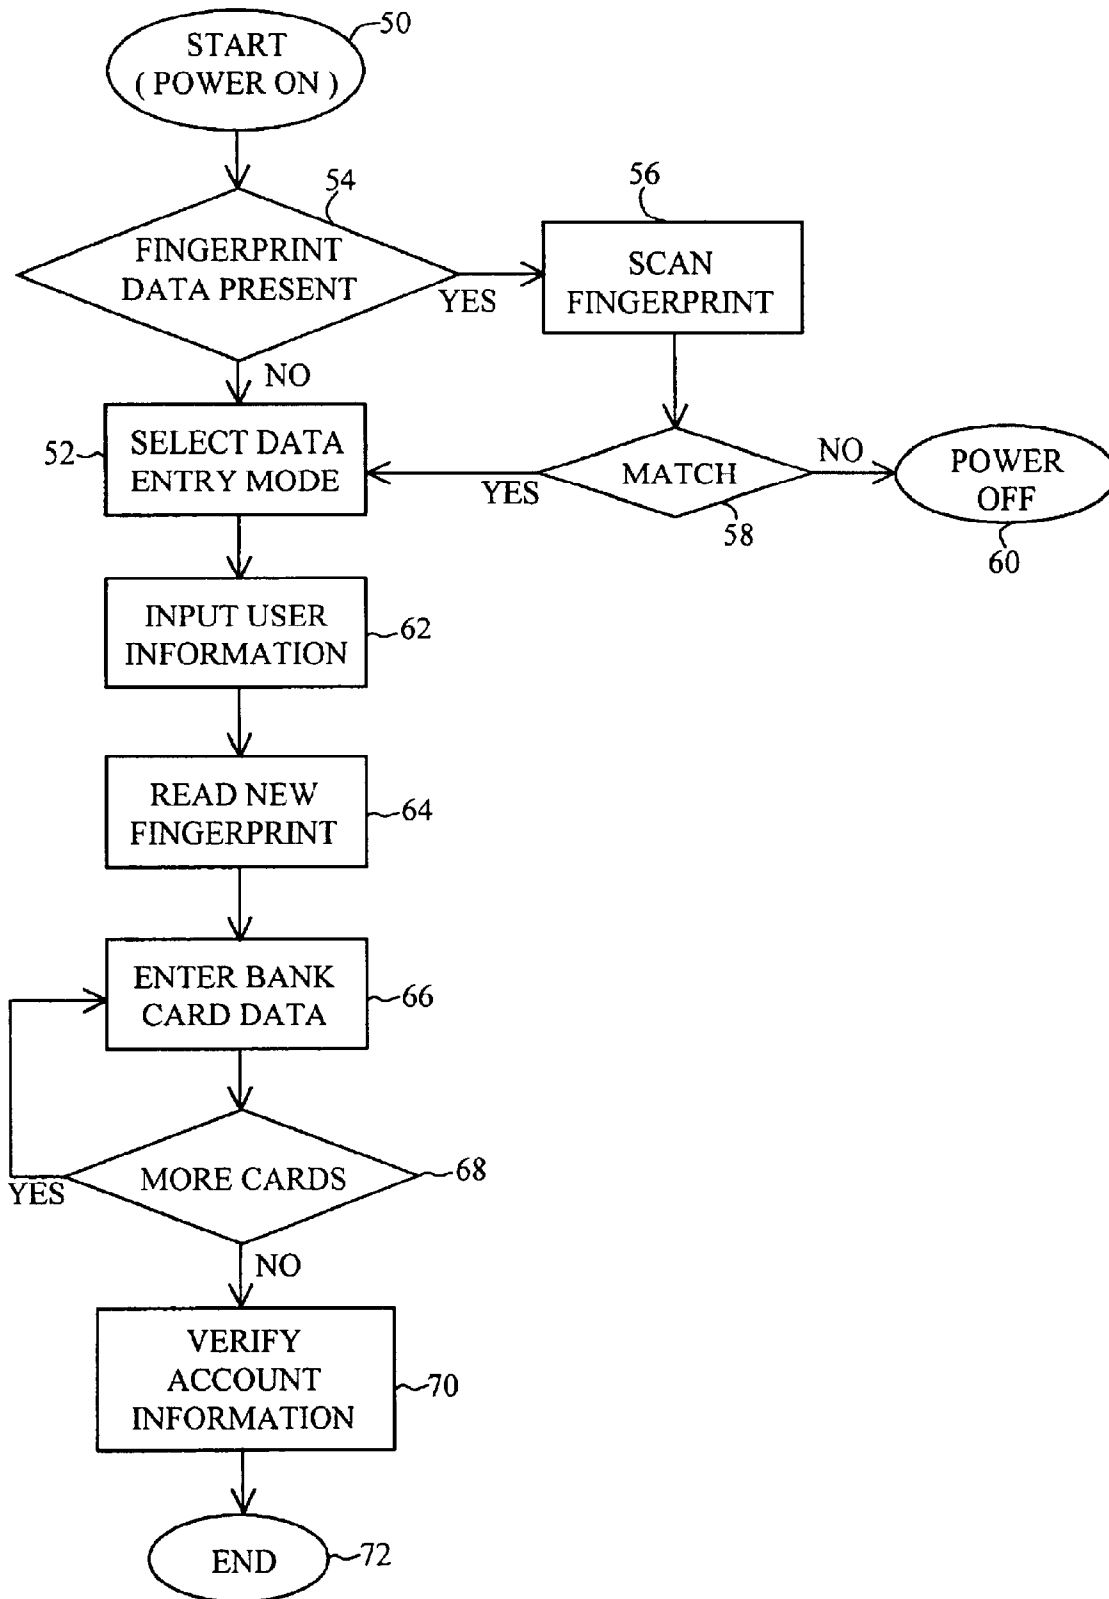 START
( POWER ON )
50
FINGERPRINT
DATA PRESENT
54
YES
NO
SCAN
FINGERPRINT
56
SELECT DATA
ENTRY MODE
52
YES
MATCH
58
NO
POWER
OFF
60
INPUT USER
INFORMATION
62
READ NEW
FINGERPRINT
64
ENTER BANK
CARD DATA
66
MORE CARDS
68
YES
NO
VERIFY
ACCOUNT
INFORMATION
70
END
72